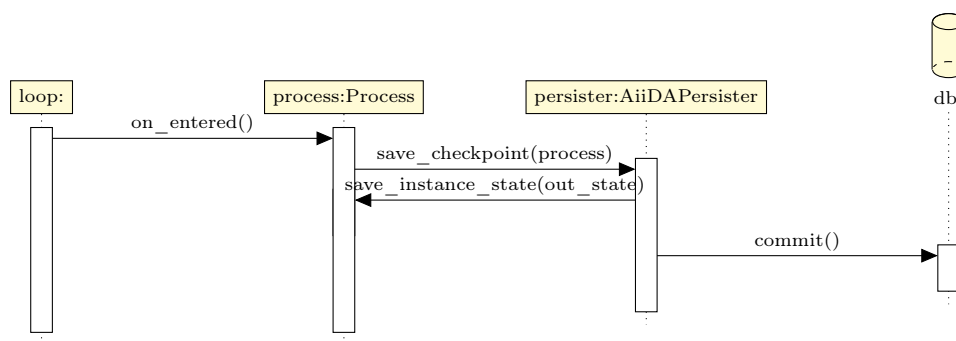 loop:
process:Process
persister:AiiDAPersister
db
on_entered()
save_checkpoint(process)
save_instance_state(out_state)
commit()